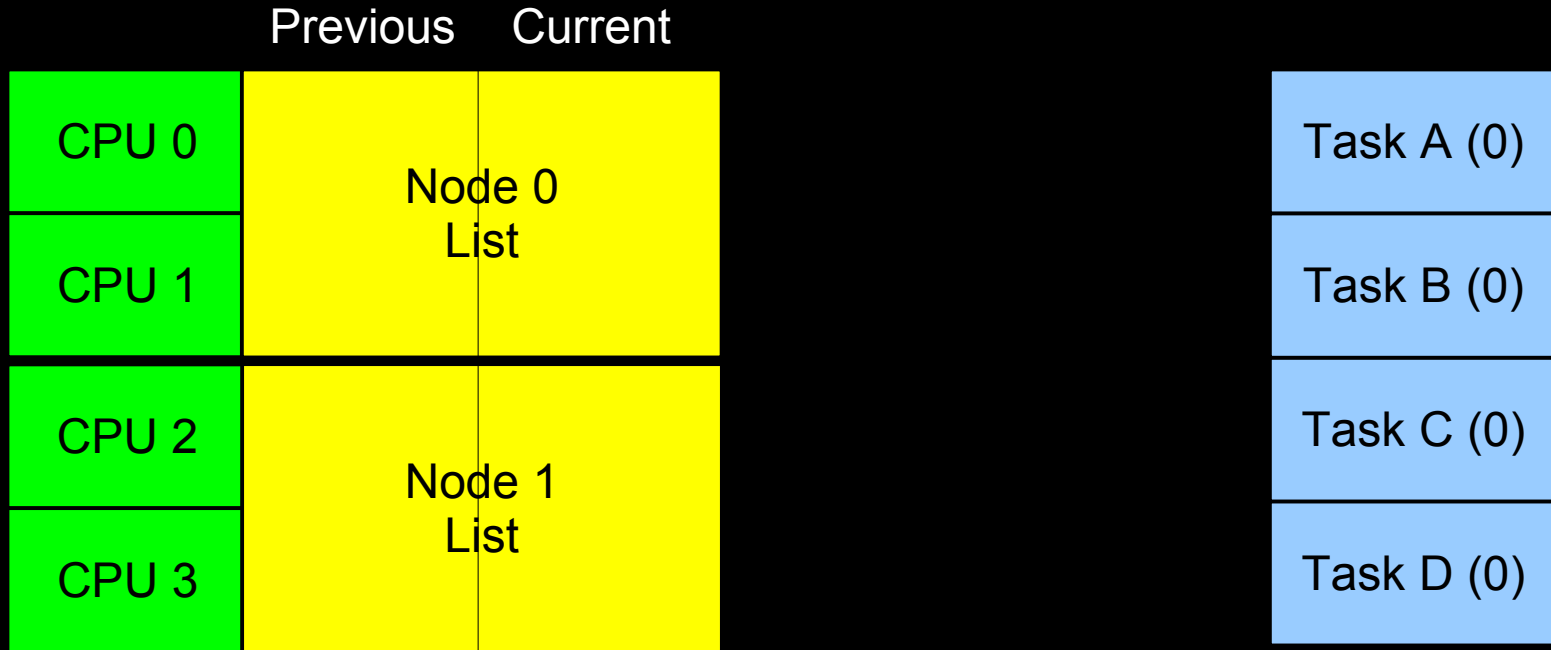 Previous Current
CPU 0
Node 0
List
CPU 1
CPU 2
Node 1
List
CPU 3
Task A (0)
Task B (0)
Task C (0)
Task D (0)